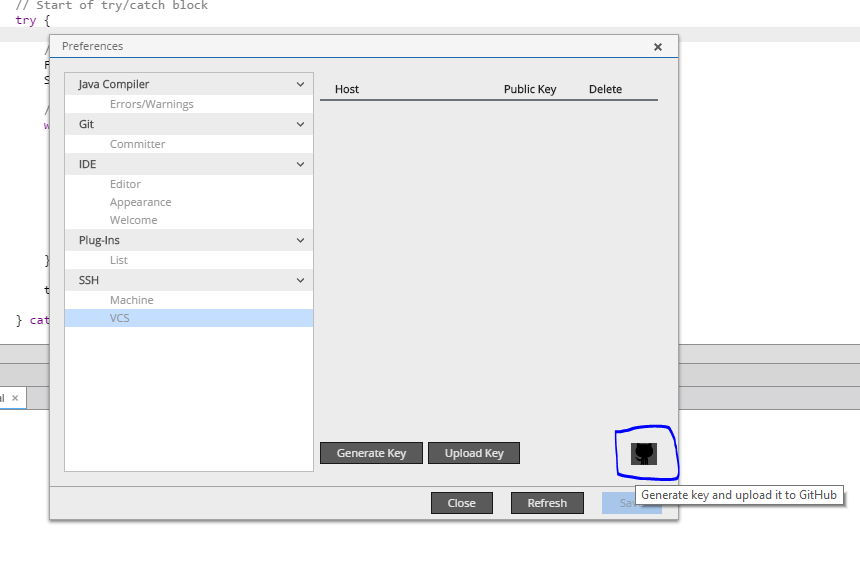 // Start of try/catch block
try {
Preferences
Java Compiler
Errors/Warnings
Git
Committer
IDE
Editor
Appearance
Welcome
Plug-Ins
List
SSH
Machine
VCS
Host Public Key Delete
}
} cat
Generate Key Upload Key
Generate key and upload it to GitHub
Close Refresh